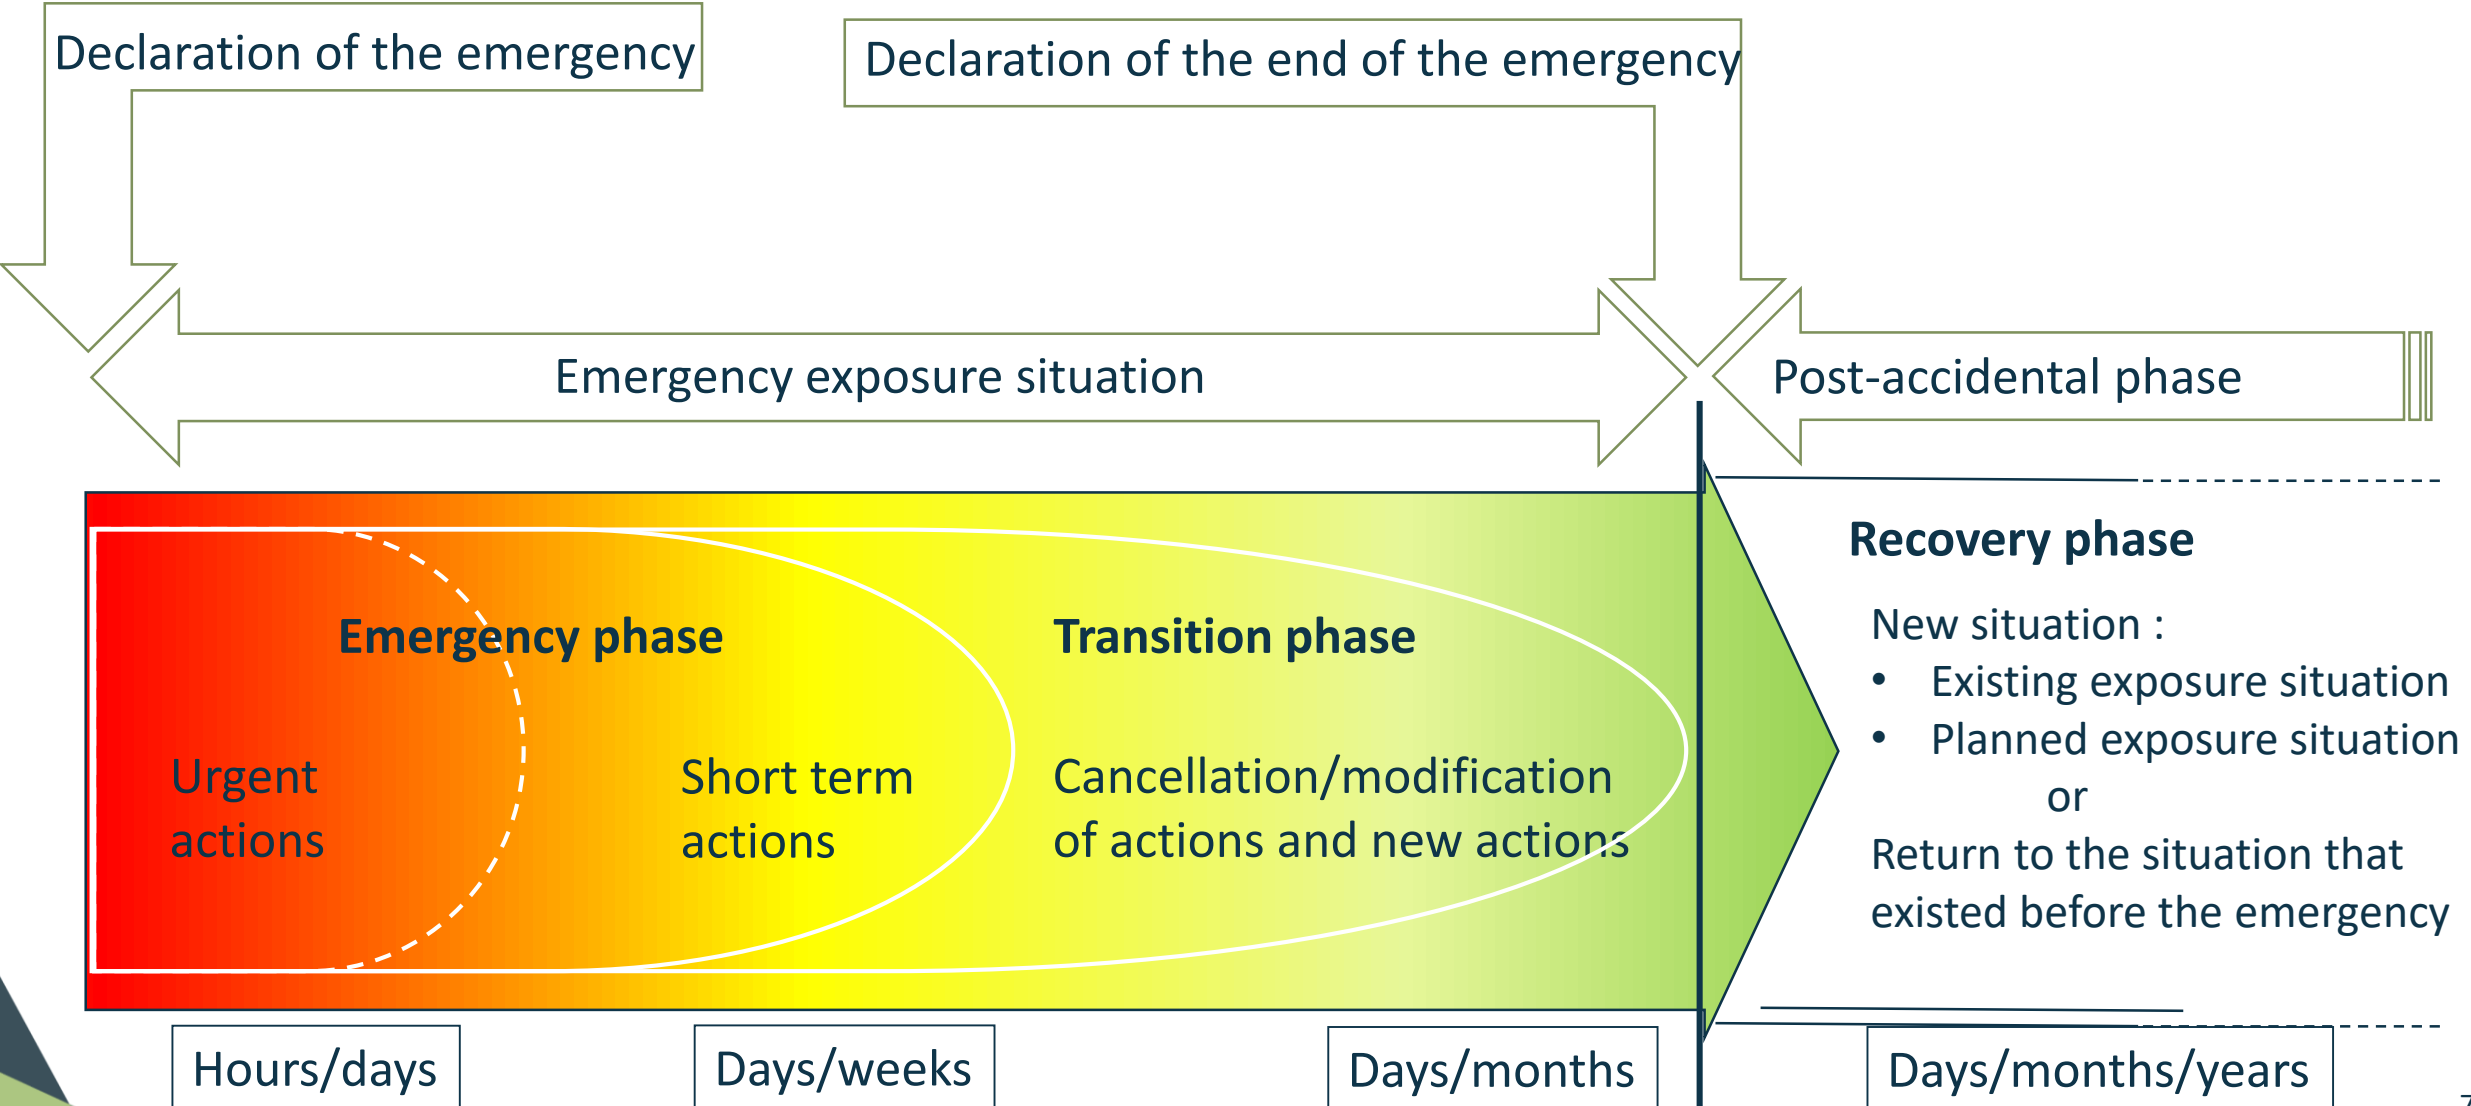 Declaration of the emergency
Declaration of the end of the emergency
Emergency exposure situation
Post-accidental phase
Emergency phase
Transition phase
Recovery phase
Urgent
actions
Short term
actions
Cancellation/modification
of actions and new actions
New situation :
• Existing exposure situation
• Planned exposure situation
or
Return to the situation that
existed before the emergency
Hours/days
Days/weeks
Days/months
Days/months/years